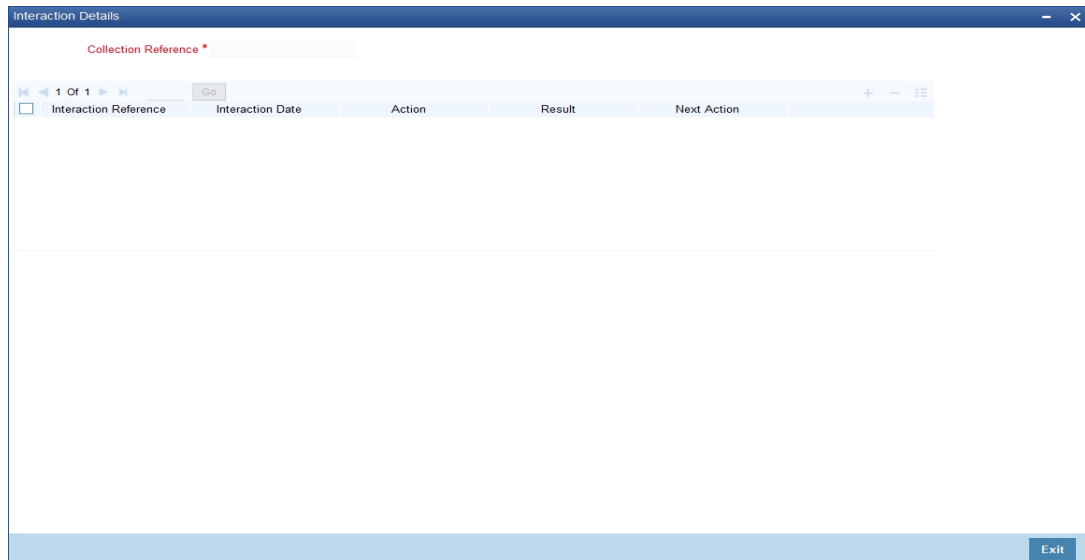 Interaction Details
Collection Reference *
1 Of 1 Go
Interaction Reference Interaction Date Action Result Next Action
Exit